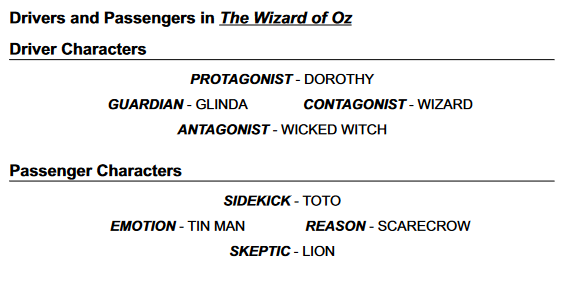 Drivers and Passengers in The Wizard of Oz
Driver Characters
PROTAGONIST - DOROTHY
GUARDIAN - GLINDA CONTAGONIST - WIZARD
ANTAGONIST - WICKED WITCH
Passenger Characters
SIDEKICK - TOTO
EMOTION - TIN MAN REASON - SCARECROW
SKEPTIC - LION